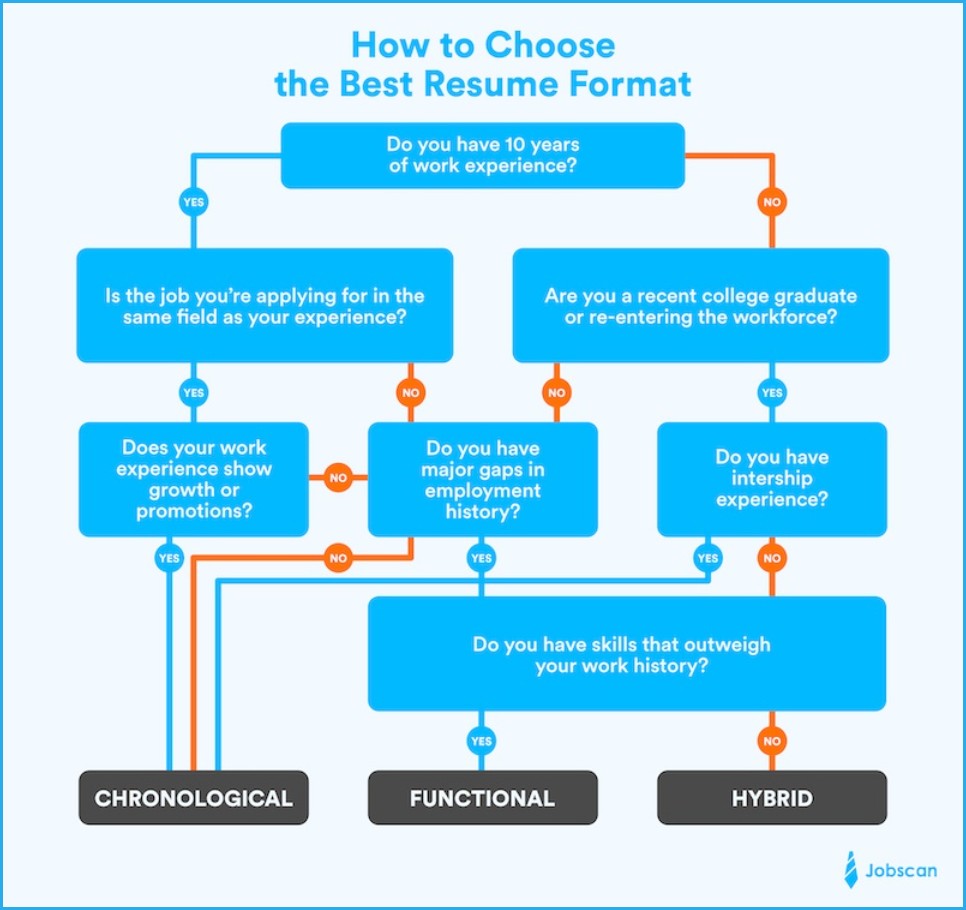 How to Choose
the Best Resume Format
Do you have 10 years
of work experience?
YES
NO
Is the job you're applying for in the
same field as your experience?
Are you a recent college graduate
or re-entering the workforce?
YES
NO
NO
YES
Does your work
experience show
growth or
promotions?
NO
Do you have
major gaps in
employment
history?
Do you have
intership
experience?
YES
NO
YES
YES
NO
Do you have skills that outweigh
your work history?
YES
NO
CHRONOLOGICAL
FUNCTIONAL
HYBRID
Jobscan